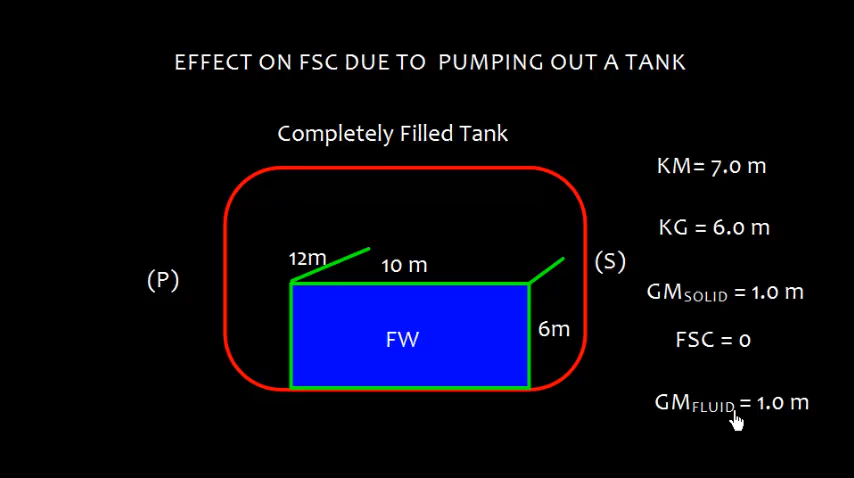 EFFECT ON FSC DUE TO PUMPING OUT A TANK
Completely Filled Tank
KM= 7.0 m
KG = 6.0 m
12m
10 m
(P)
(S)
GMSOLID = 1.0 m
FW
6m
FSC = 0
GMFLUID = 1.0 m